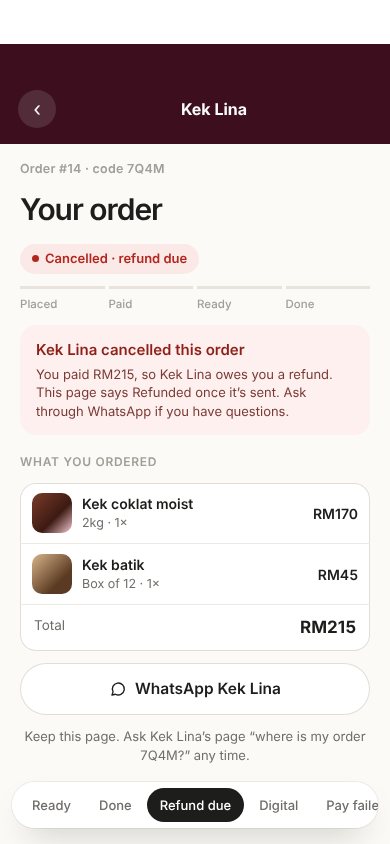 Kek Lina
Order #14 · code 7Q4M
Your order
Cancelled · refund due
Placed
Paid
Ready
Done
Kek Lina cancelled this order
You paid RM215, so Kek Lina owes you a refund.
This page says Refunded once it’s sent. Ask
through WhatsApp if you have questions.
WHAT YOU ORDERED
Kek coklat moist
2kg · 1×
RM170
Kek batik
Box of 12 · 1×
RM45
Total
RM215
WhatsApp Kek Lina
Keep this page. Ask Kek Lina’s page “where is my order
7Q4M?” any time.
Ready
Done
Refund due
Digital
Pay faile